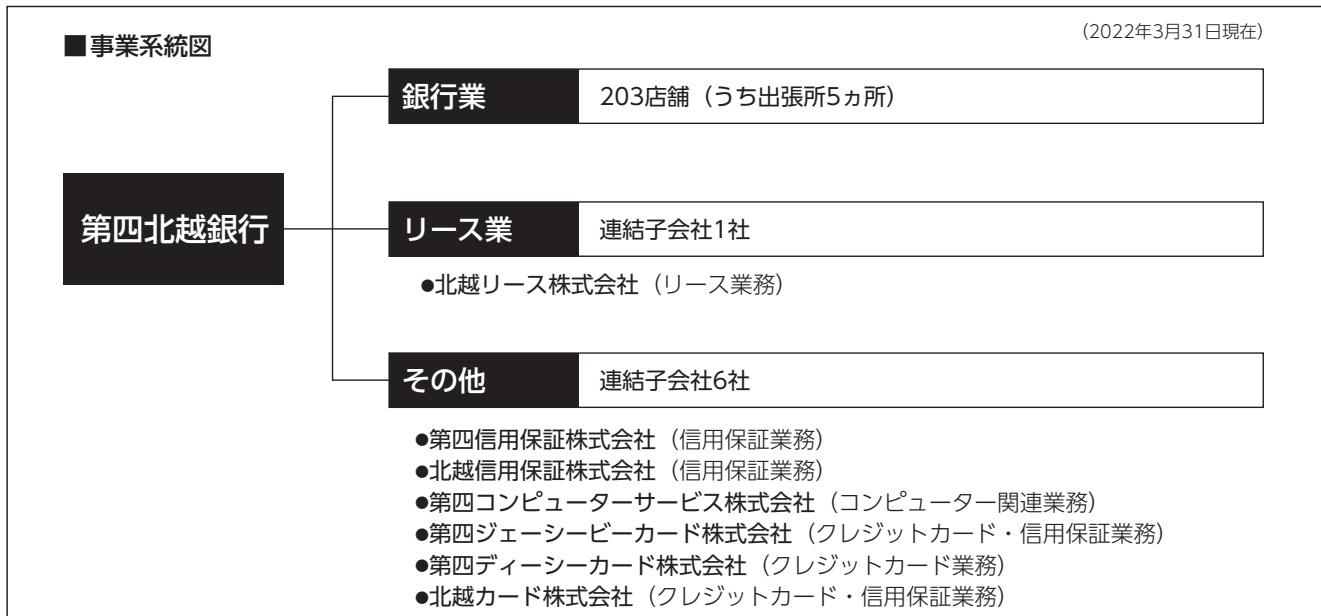 ■事業系統図
（2022年3月31日現在）
銀行業 203店舗（うち出張所5ヵ所）
第四北越銀行
リース業 連結子会社1社
●北越リース株式会社（リース業務）
その他 連結子会社6社
●第四信用保証株式会社（信用保証業務）
●北越信用保証株式会社（信用保証業務）
●第四コンピューターサービス株式会社（コンピューター関連業務）
●第四ジェーシービーカード株式会社（クレジットカード・信用保証業務）
●第四ディーシーカード株式会社（クレジットカード業務）
●北越カード株式会社（クレジットカード・信用保証業務）